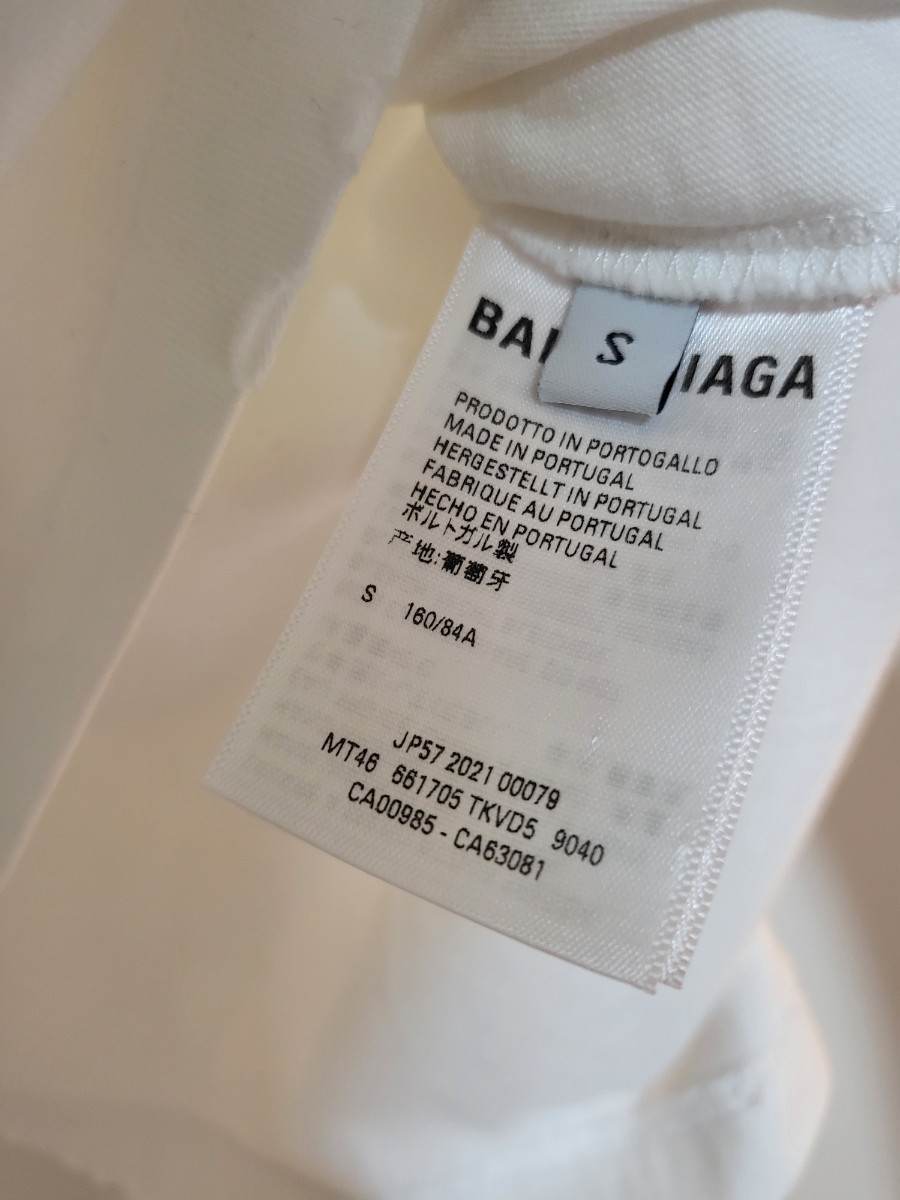 BAL IAGA
S
PRODOTTO IN PORTOGALLO
MADE IN PORTUGAL
HERGESTELLT IN PORTUGAL
FABRIQUE AU PORTUGAL
HECHO EN PORTUGAL
ポルトガル製
产地:葡萄牙
S 160/84A
JP57 2021 00079
MT46 661705 TKVD5 9040
CA00985 - CA63081